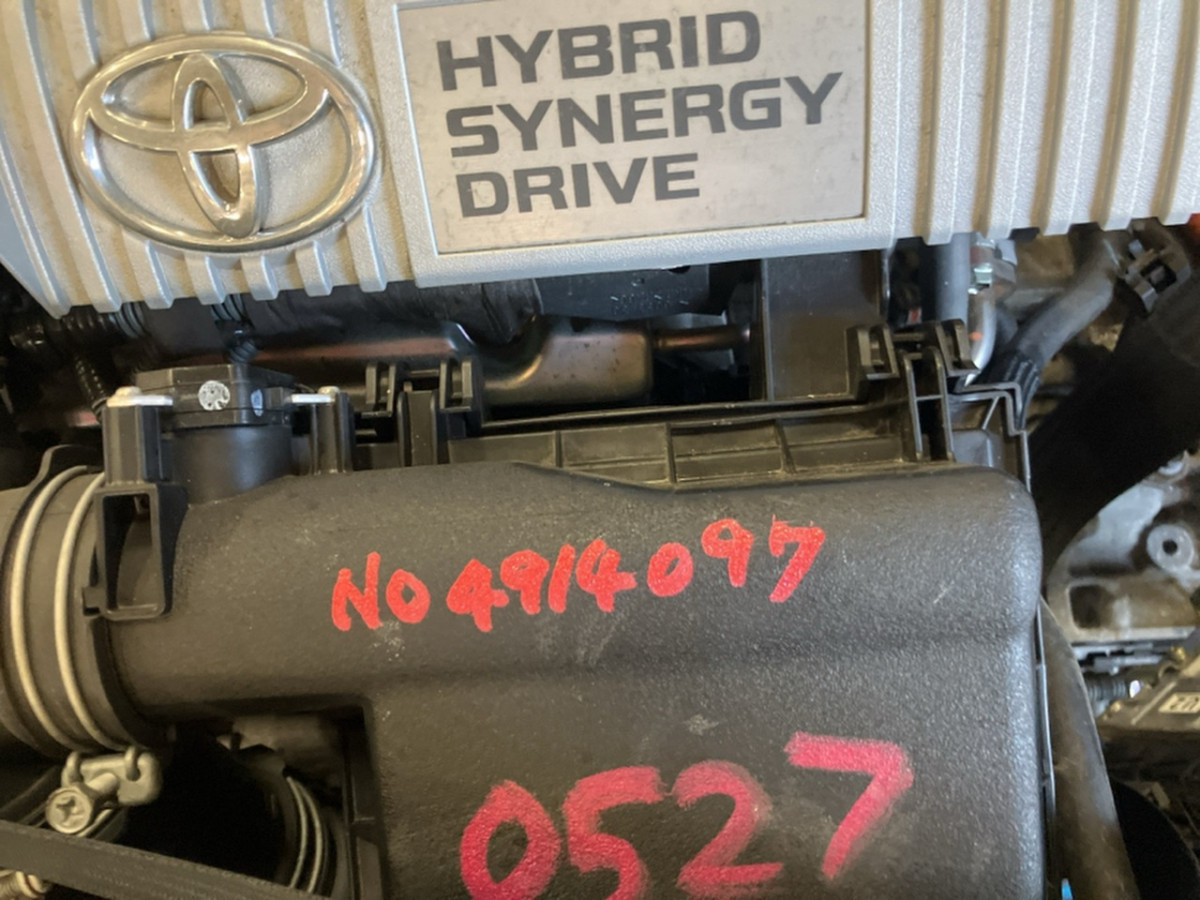 HYBRID
SYNERGY
DRIVE
NO 4914097
0527